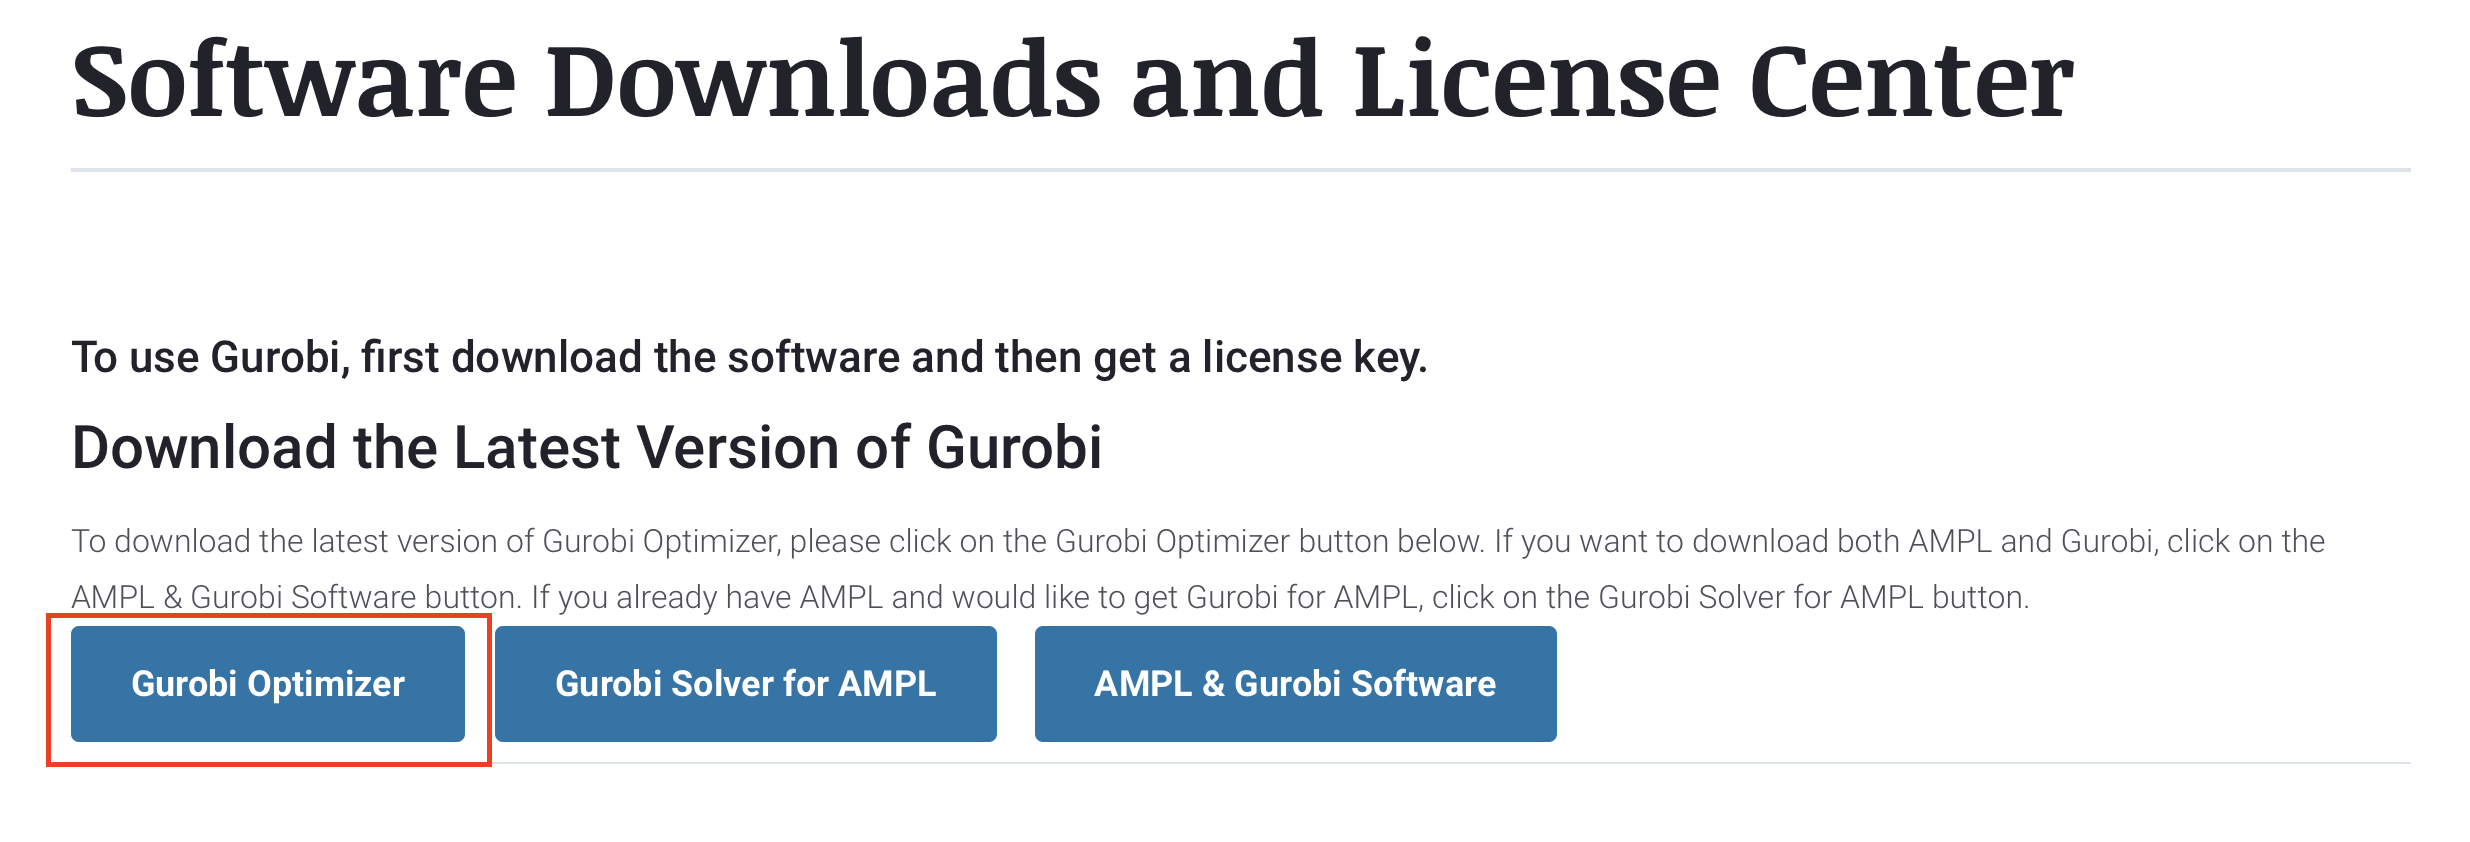 Software Downloads and License Center
To use Gurobi, first download the software and then get a license key.
Download the Latest Version of Gurobi
To download the latest version of Gurobi Optimizer, please click on the Gurobi Optimizer button below. If you want to download both AMPL and Gurobi, click on the
AMPL & Gurobi Software button. If you already have AMPL and would like to get Gurobi for AMPL, click on the Gurobi Solver for AMPL button.
Gurobi Optimizer
Gurobi Solver for AMPL
AMPL & Gurobi Software